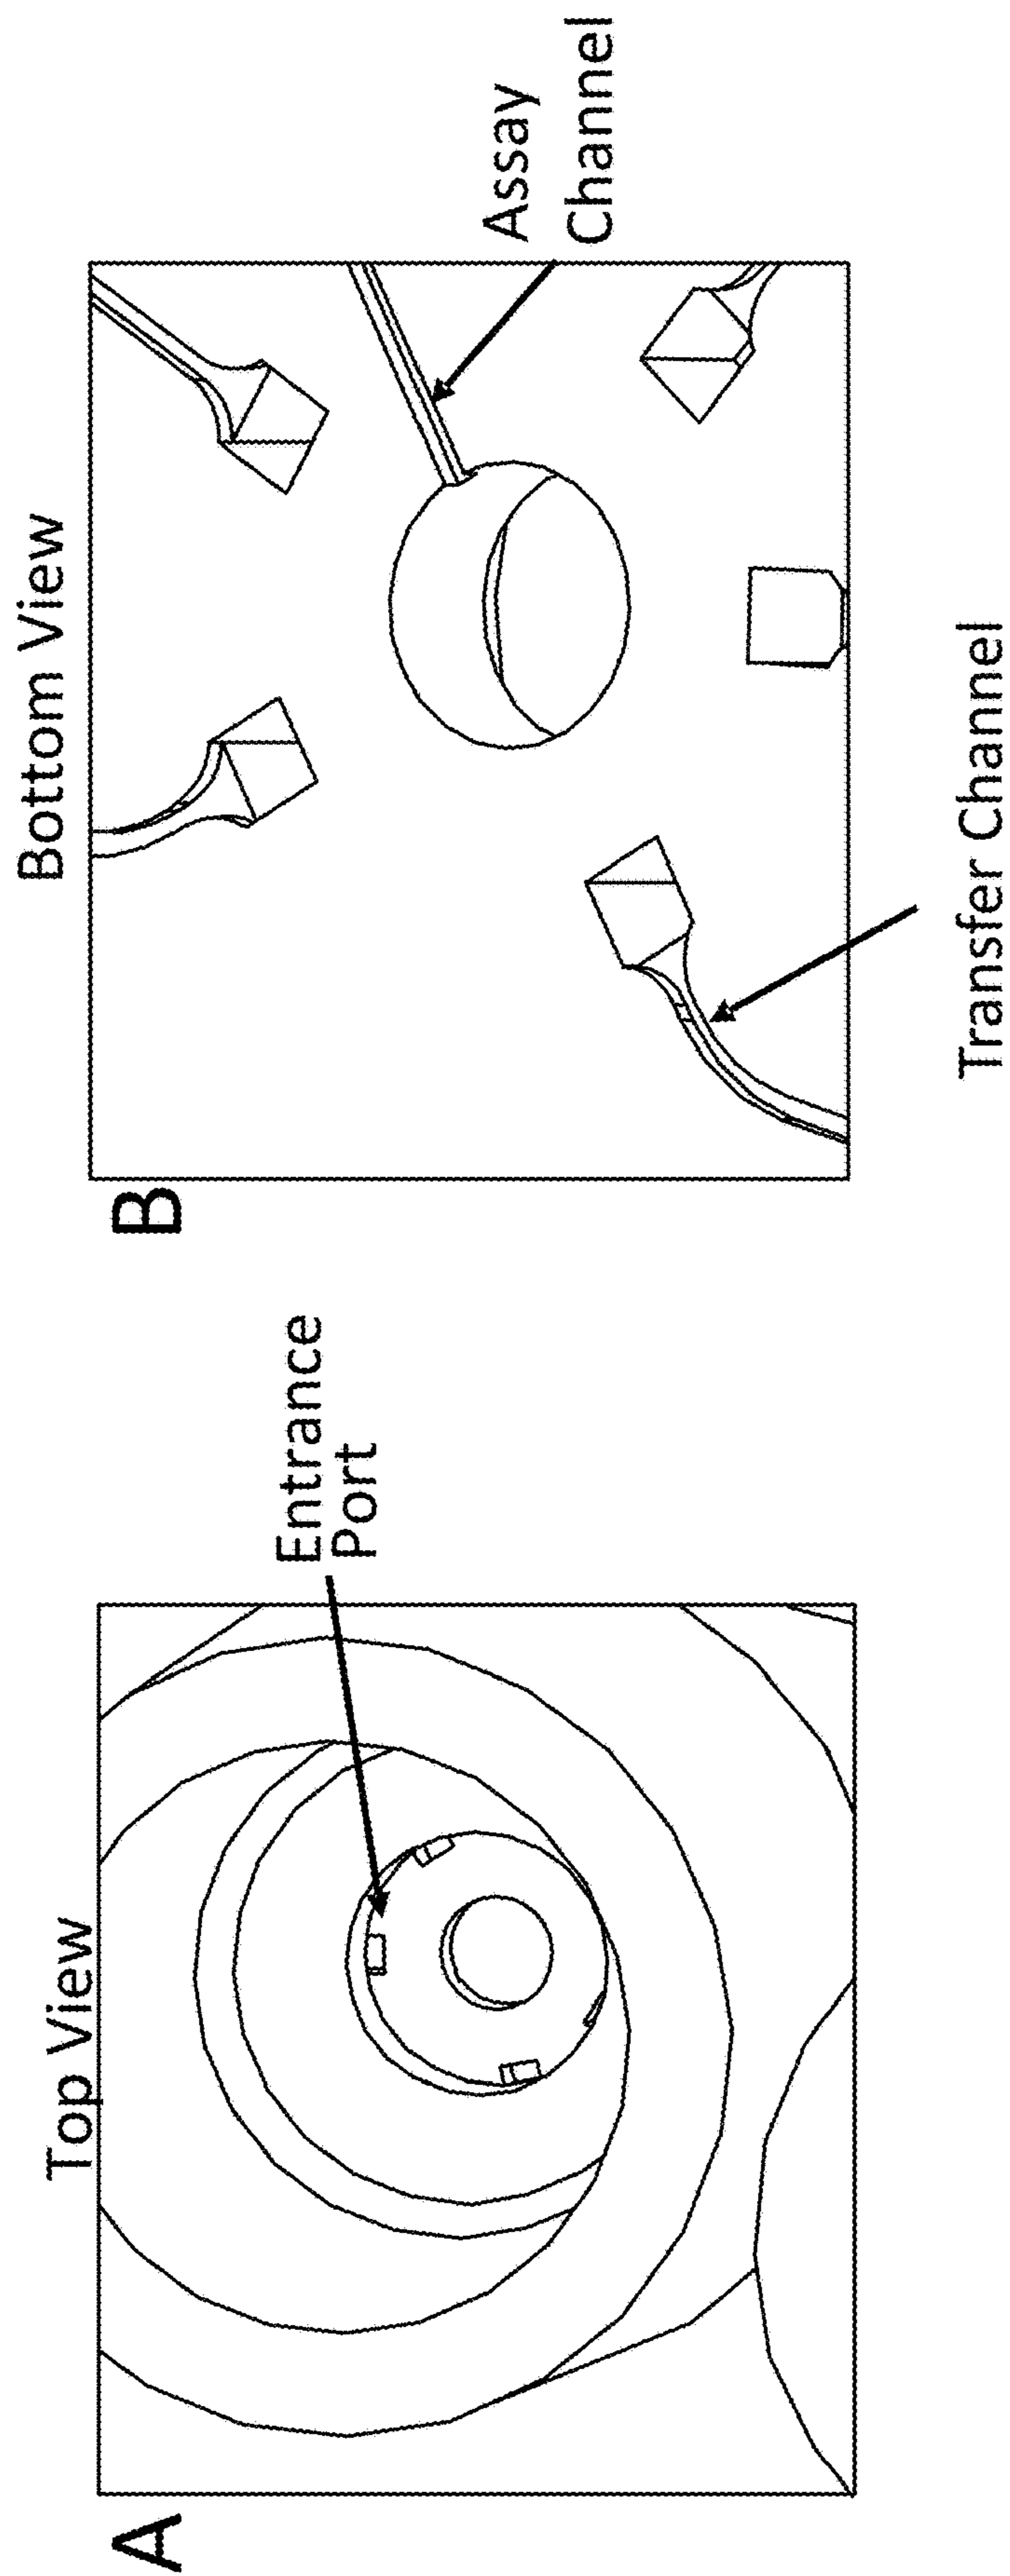 A
Top View
Entrance
Port
B
Bottom View
Assay
Channel
Transfer Channel